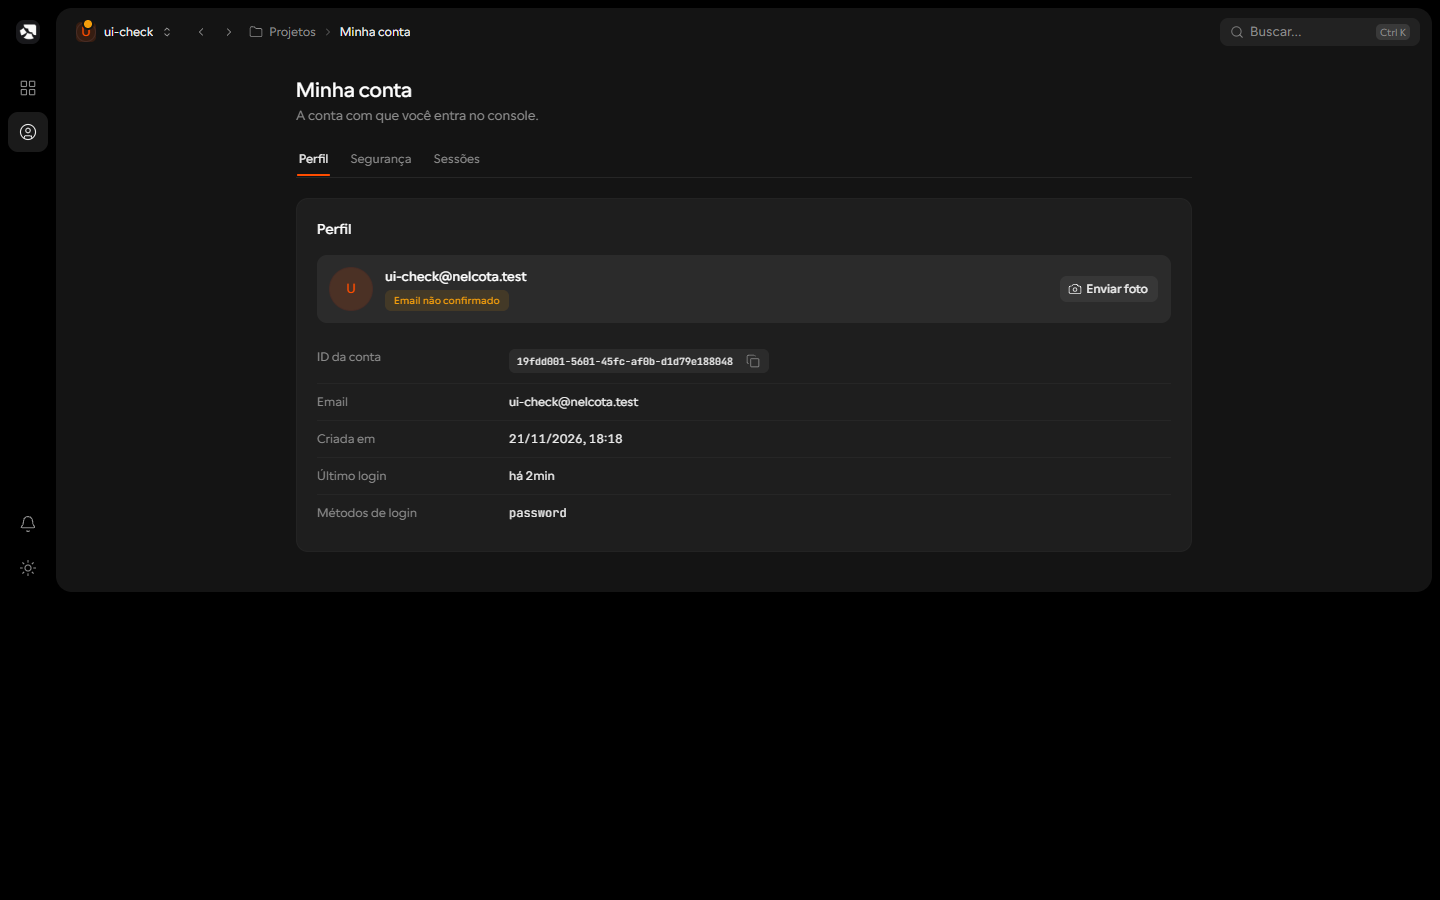 U ui-check Projetos Minha conta Buscar... Ctrl K
Minha conta
A conta com que você entra no console.
Perfil Segurança Sessões
Perfil
U
ui-check@nelcota.test
Email não confirmado
Enviar foto
ID da conta 19fdd001-5601-45fc-af0b-d1d79e188048
Email ui-check@nelcota.test
Criada em 21/11/2026, 18:18
Último login há 2min
Métodos de login password